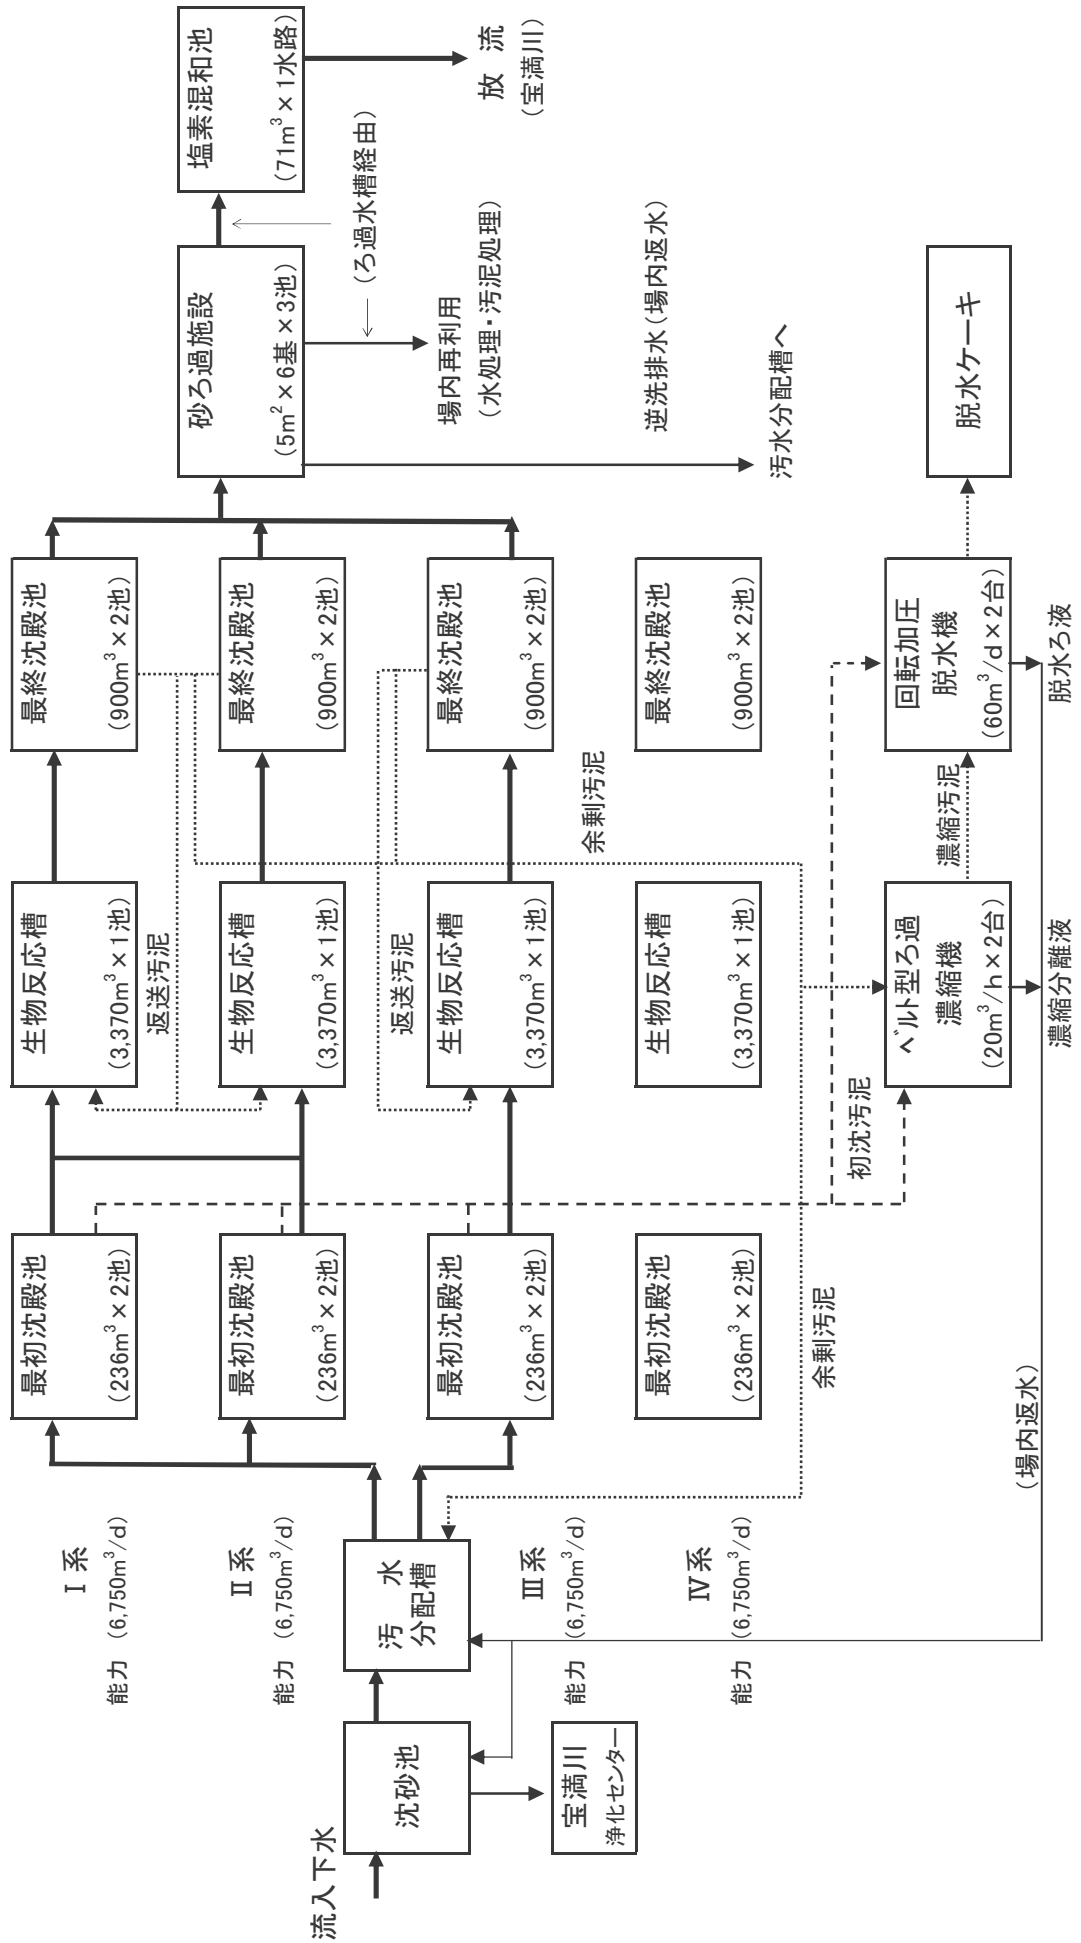 流入下水
沈砂池
宝満川
浄化センター
汚　水
分配槽
Ⅰ系
能力 (6,750m³/d)
Ⅱ系
能力 (6,750m³/d)
Ⅲ系
能力 (6,750m³/d)
Ⅳ系
能力 (6,750m³/d)
最初沈殿池
(236m³×2池)
最初沈殿池
(236m³×2池)
最初沈殿池
(236m³×2池)
最初沈殿池
(236m³×2池)
余剰汚泥
(場内返水)
初沈汚泥
生物反応槽
(3,370m³×1池)
返送汚泥
生物反応槽
(3,370m³×1池)
返送汚泥
生物反応槽
(3,370m³×1池)
生物反応槽
(3,370m³×1池)
ベルト型ろ過
濃縮機
(20m³/h×2台)
濃縮分離液
余剰汚泥
濃縮汚泥
最終沈殿池
(900m³×2池)
最終沈殿池
(900m³×2池)
最終沈殿池
(900m³×2池)
最終沈殿池
(900m³×2池)
回転加圧
脱水機
(60m³/d×2台)
脱水ろ液
砂ろ過施設
(5m²×6基×3池)
(ろ過水槽経由)
場内再利用
(水処理・汚泥処理)
逆洗排水(場内返水)
汚水分配槽へ
脱水ケーキ
塩素混和池
(71m³×1水路)
放　流
(宝満川)